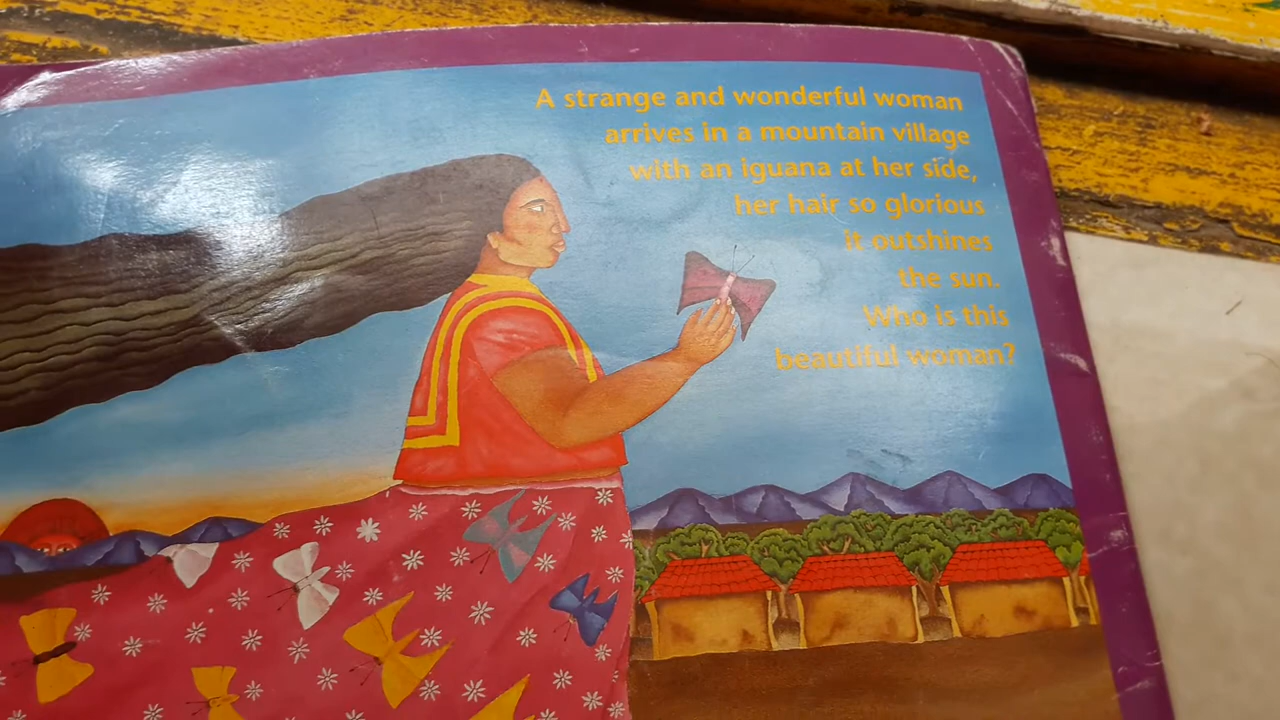 A strange and wonderful woman
arrives in a mountain village
with an iguana at her side,
her hair so glorious
it outshines
the sun.
Who is this
beautiful woman?